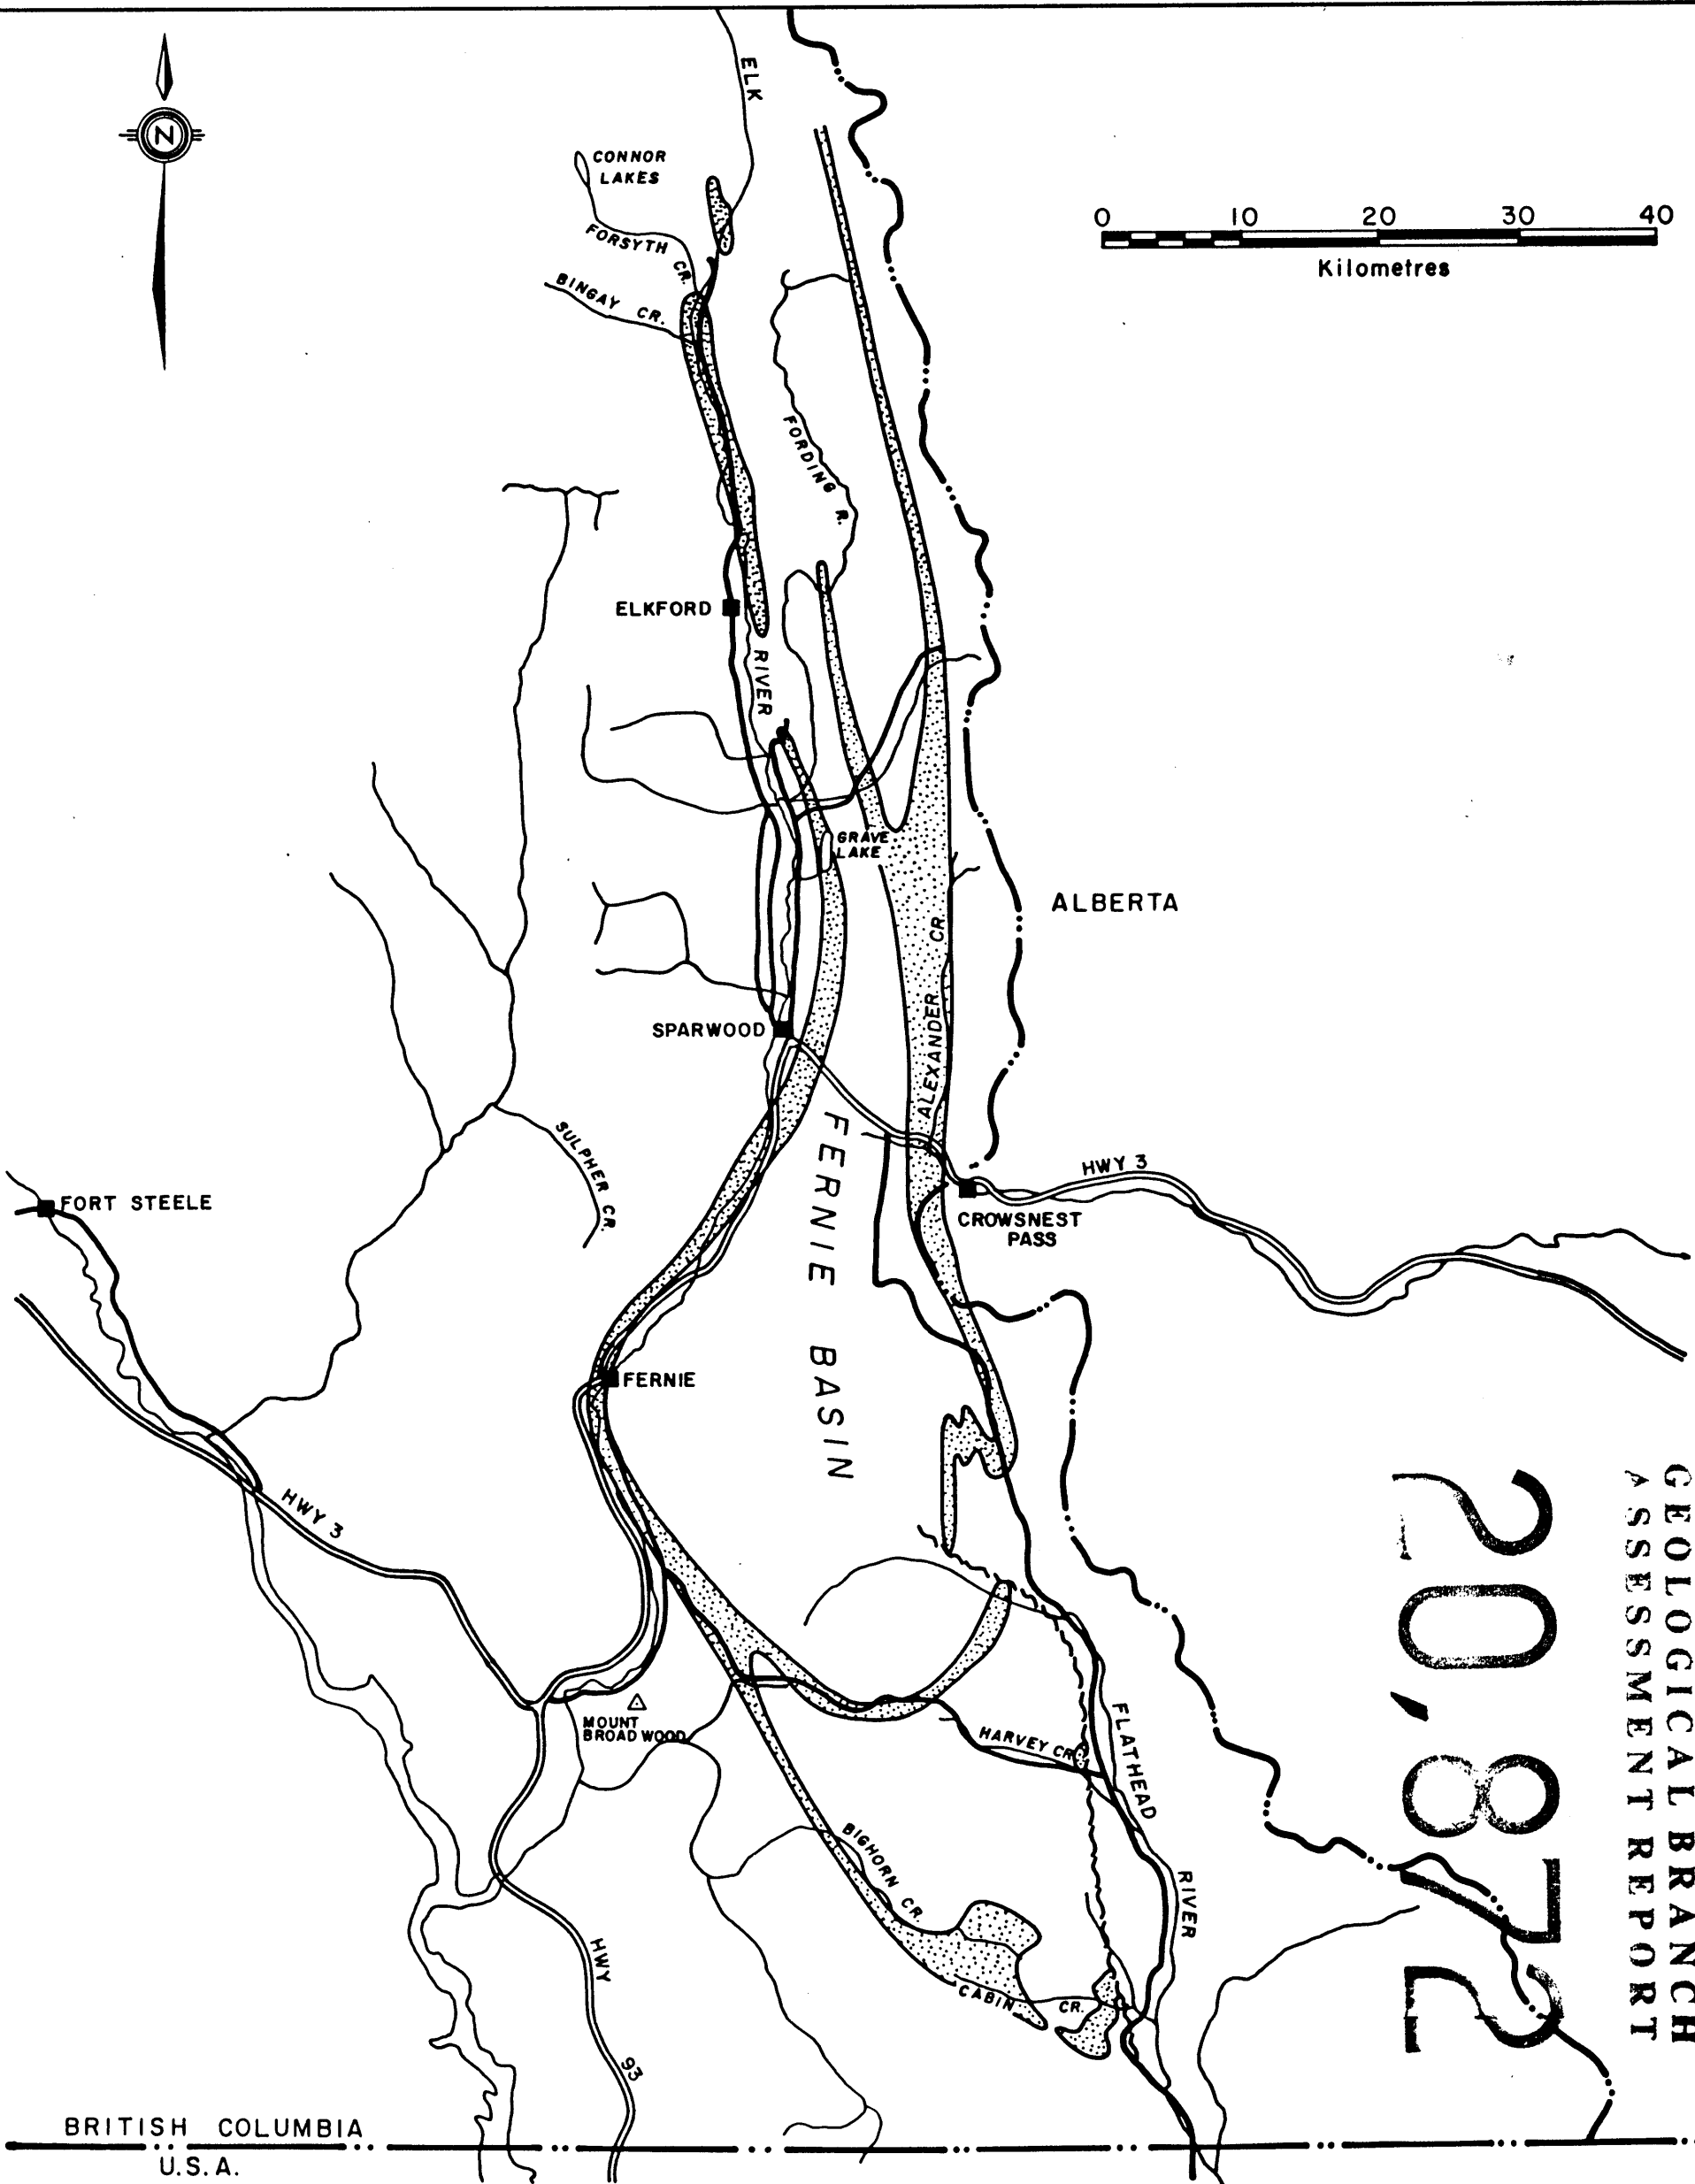 N
ELK
CONNOR
LAKES
FORSYTH CR.
BINGAY CR.
0 10 20 30 40
Kilometres
FORDING R.
ELKFORD
RIVER
GRAVE
LAKE
ALBERTA
ALEXANDER CR.
SPARWOOD
FERNIE BASIN
SULPHER CR.
FORT STEELE
HWY 3
CROWSNEST
PASS
FERNIE
HWY 3
MOUNT
BROADWOOD
HARVEY CR.
FLATHEAD
RIVER
BIGHORN CR.
CABIN CR.
HWY
93
BRITISH COLUMBIA
U.S.A.
GEOLOGICAL BRANCH
ASSESSMENT REPORT
20,872